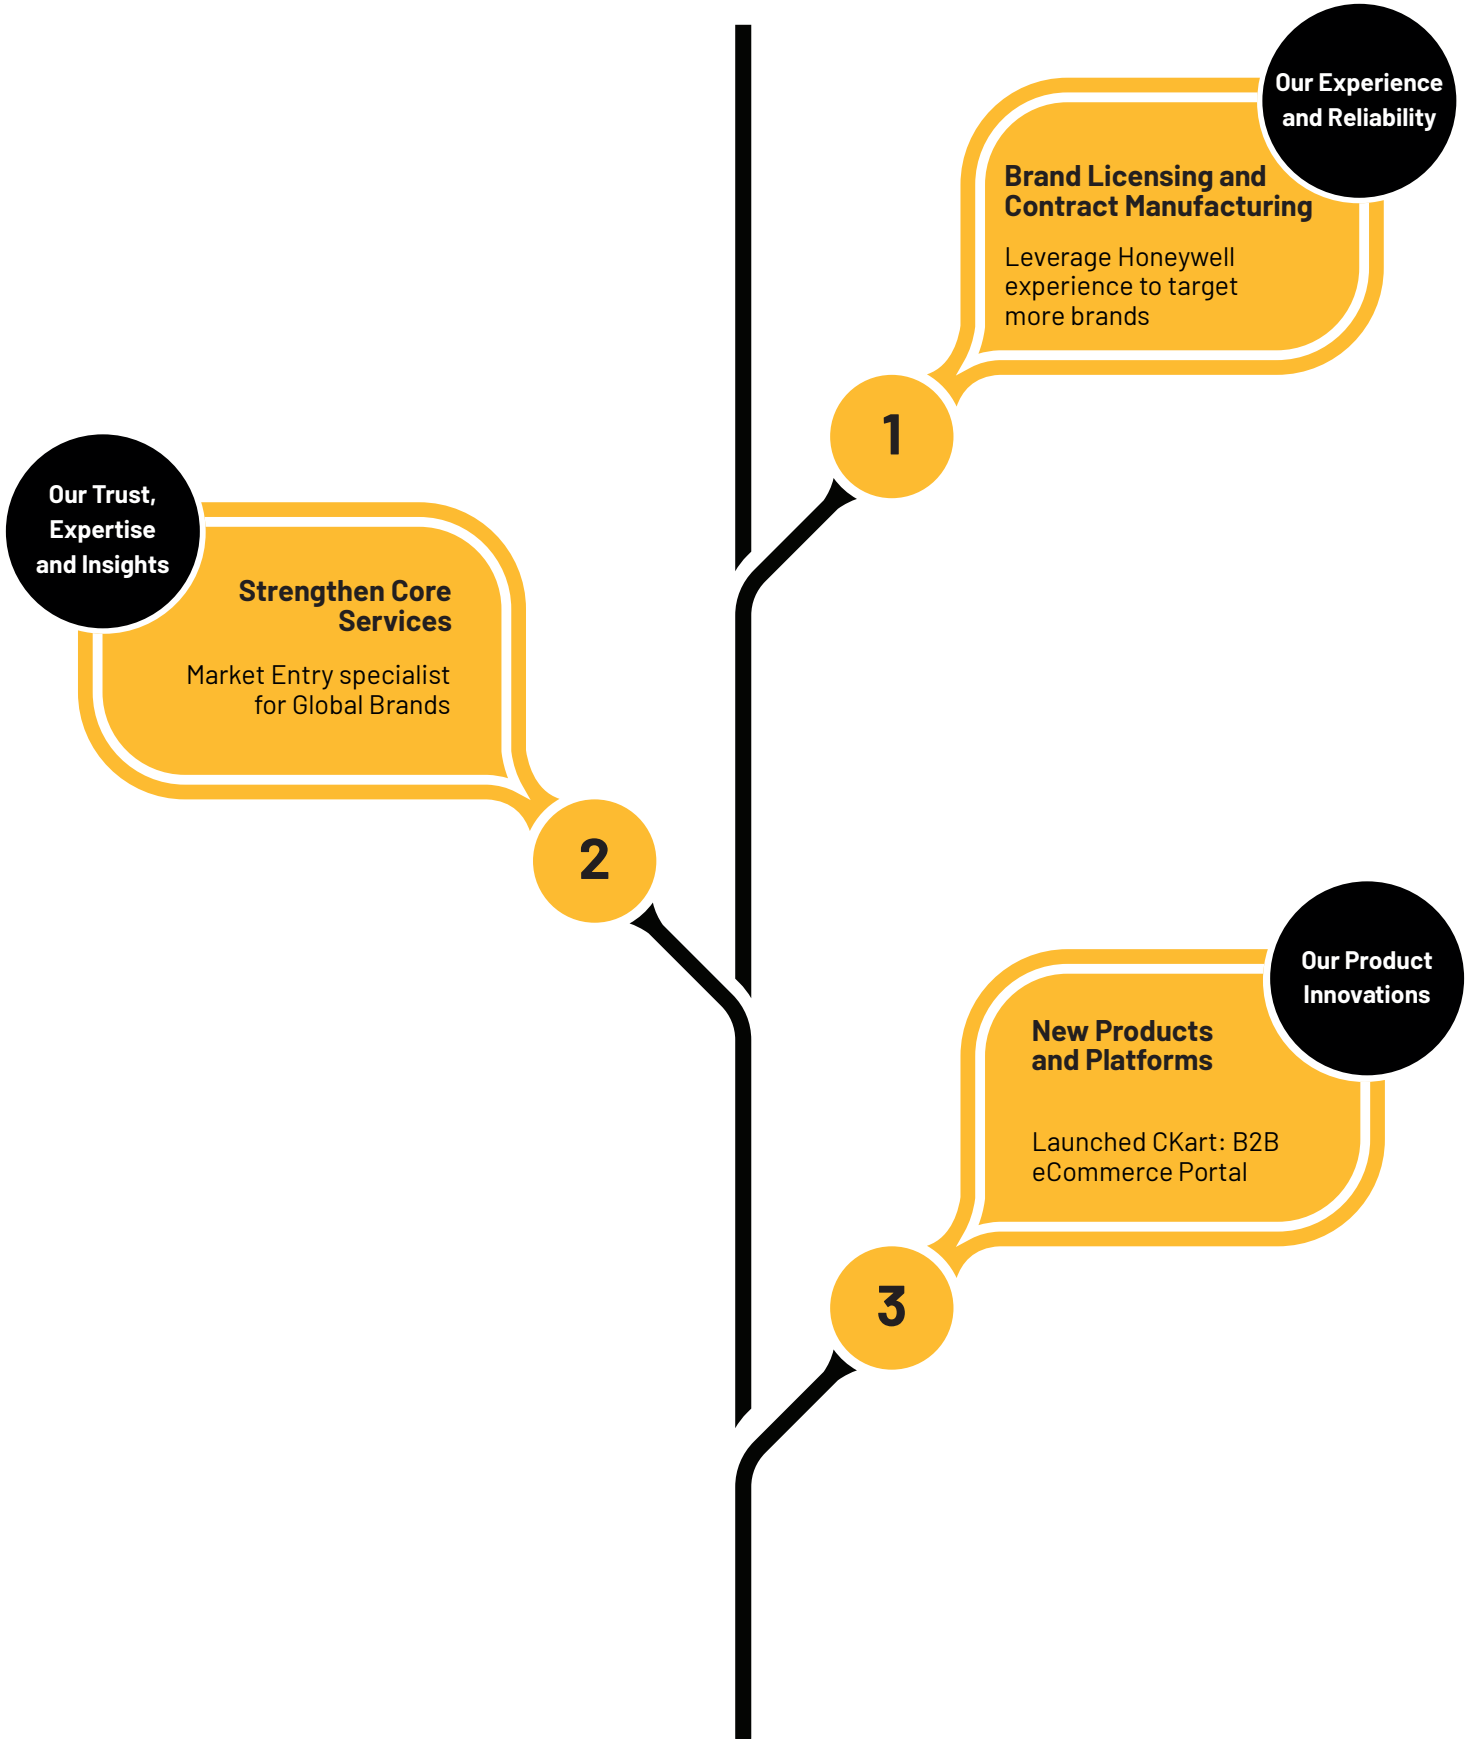 Our Experience
and Reliability
Brand Licensing and
Contract Manufacturing
Leverage Honeywell
experience to target
more brands
1
Our Trust,
Expertise
and Insights
Strengthen Core
Services
Market Entry specialist
for Global Brands
2
Our Product
Innovations
New Products
and Platforms
Launched CKart: B2B
eCommerce Portal
3